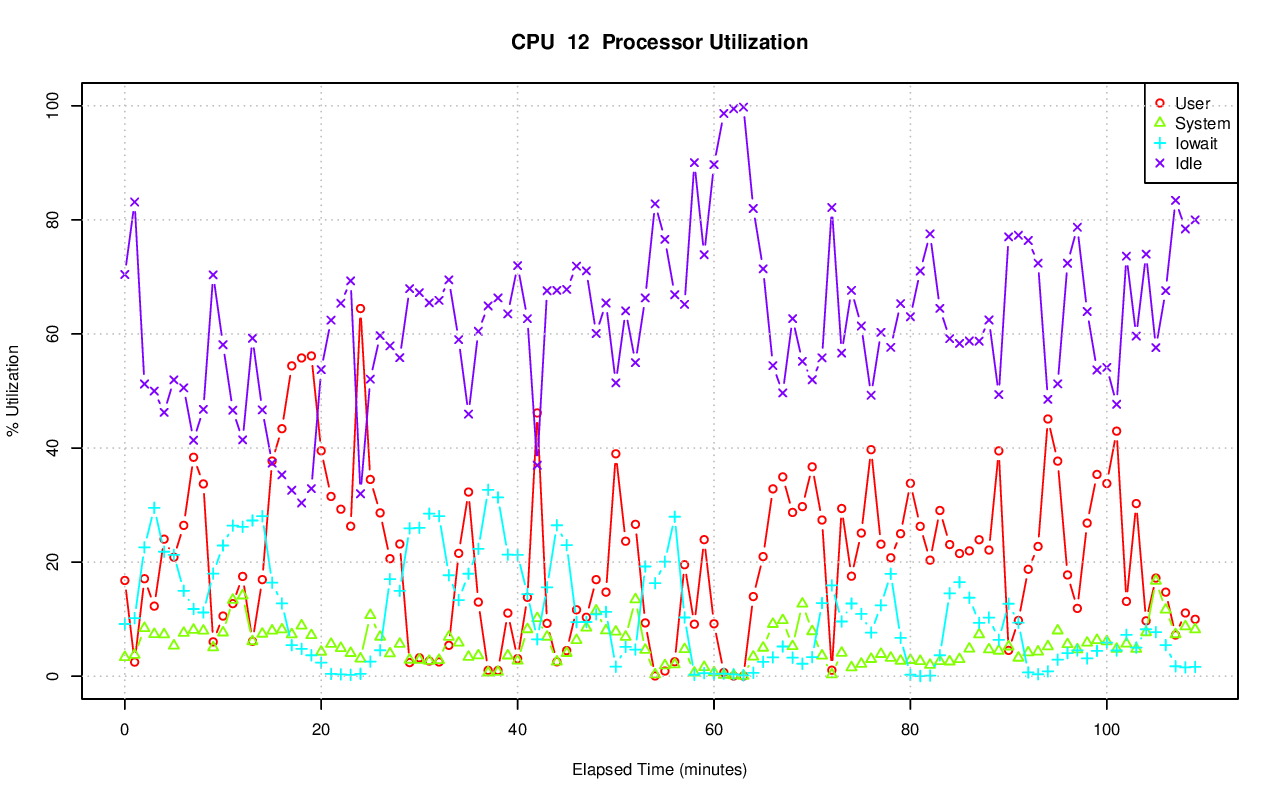 CPU  12  Processor Utilization
% Utilization
100
80
60
40
20
0
User
System
Iowait
Idle
0 20 40 60 80 100
Elapsed Time (minutes)